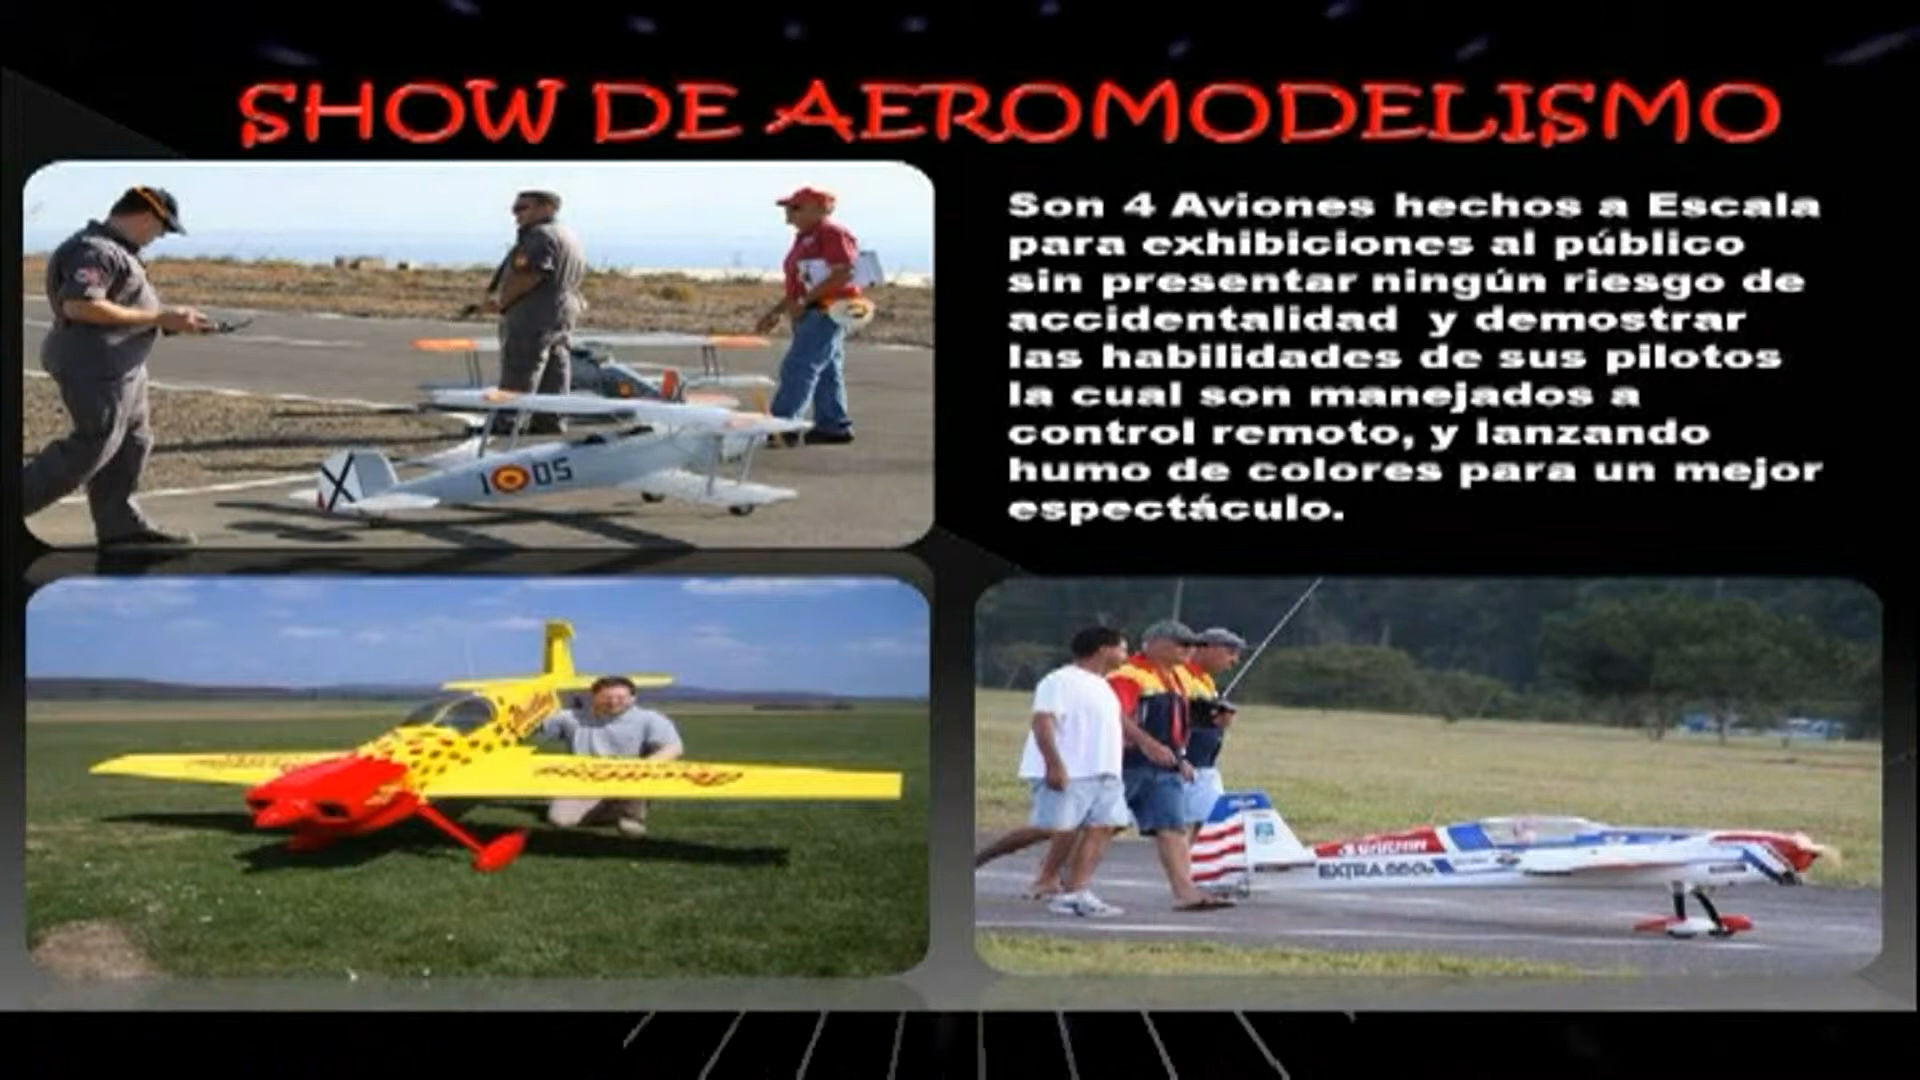 SHOW DE AEROMODELISMO
Son 4 Aviones hechos a Escala
para exhibiciones al público
sin presentar ningún riesgo de
accidentalidad y demostrar
las habilidades de sus pilotos
la cual son manejados a
control remoto, y lanzando
humo de colores para un mejor
espectáculo.
X
1 05
EXTRA